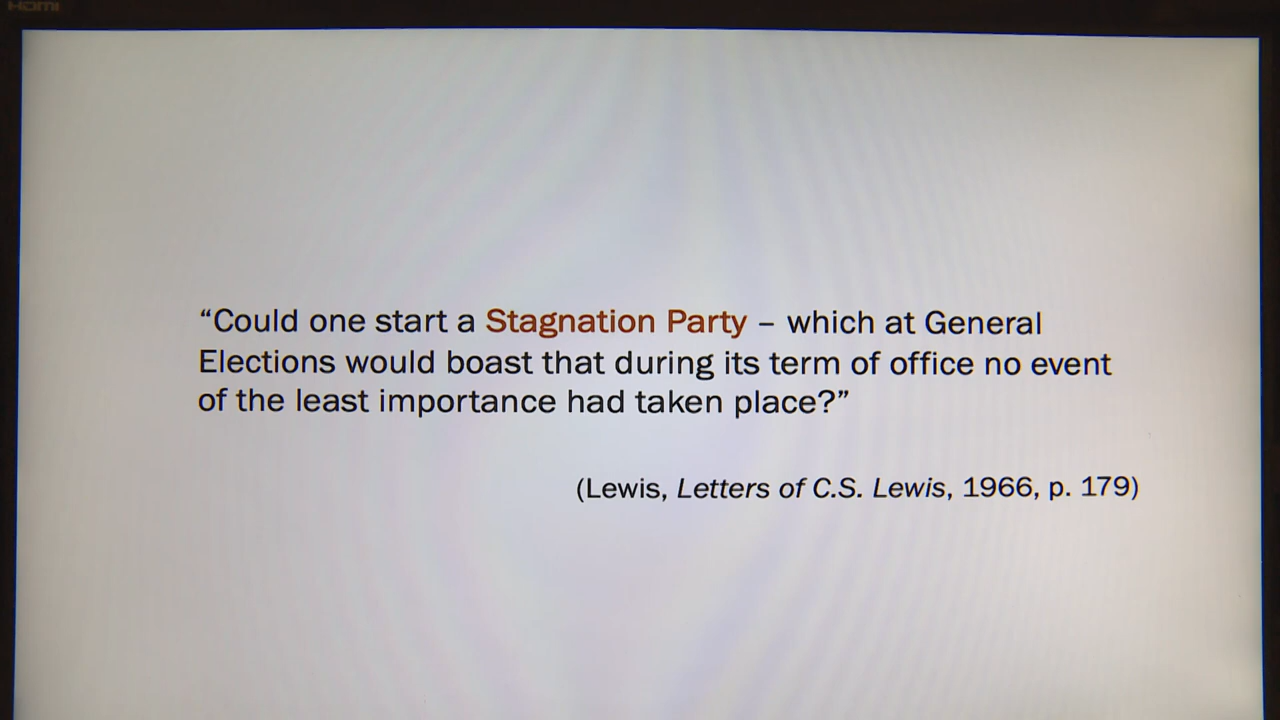 HDMI
“Could one start a Stagnation Party – which at General
Elections would boast that during its term of office no event
of the least importance had taken place?”
(Lewis, Letters of C.S. Lewis, 1966, p. 179)